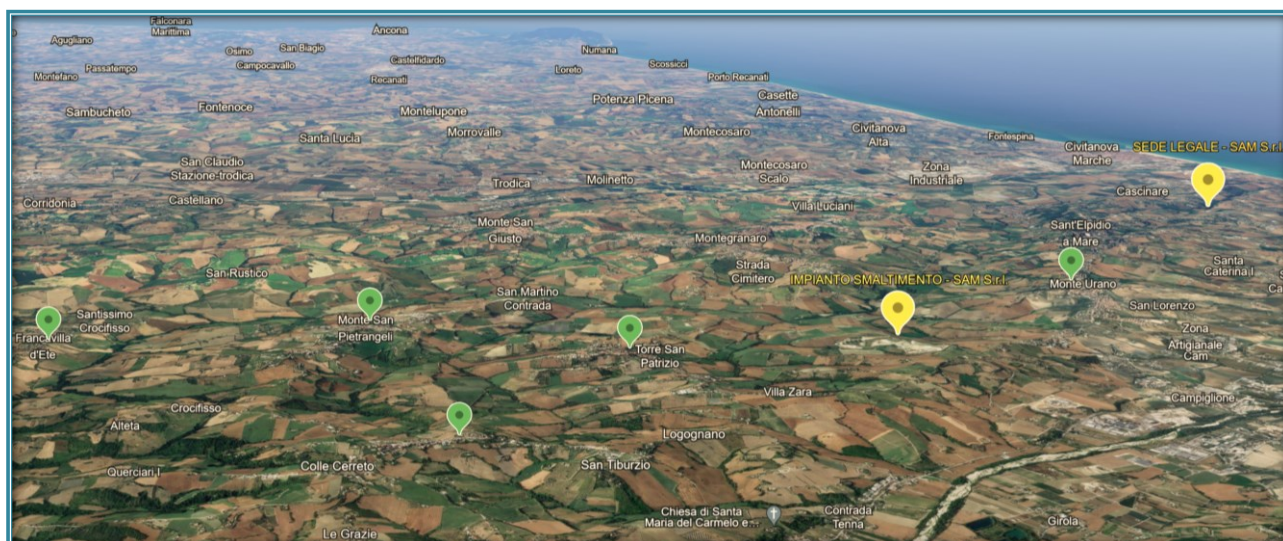 Falconara
Marittima
Agugliano
Ancona
Osimo
San Biagio
Numana
Passatempo
Campocavallo
Castelfidardo
Montefano
Recanati
Loreto
Scossicci
Porto Recanati
Sambucheto
Fontenoce
Montelupone
Potenza Picena
Casette
Antonelli
Santa Lucia
Morrovalle
Montecosaro
Civitanova
Alta
Fontespina
Civitanova
Marche
SEDE LEGALE - SAM S.r.l.
San Claudio
Stazione-trodica
Montecosaro
Scalo
Zona
Industriale
Trodica
Molinetto
Cascinare
Corridonia
Castellano
Villa Luciani
Monte San
Giusto
Montegranaro
Sant'Elpidio
a Mare
San Rustico
Strada
Cimitero
Santa
Caterina I
IMPIANTO SMALTIMENTO - SAM S.r.l.
Monte Urano
Ca
San Martino
Contrada
San Lorenzo
Santissimo
Crocifisso
Monte San
Pietrangeli
Francavilla
d'Ete
Torre San
Patrizio
Zona
Artigianale
Cam
Villa Zara
Campiglione
Crocifisso
Alteta
Logognano
Querciari I
Colle Cerreto
San Tiburzio
Chiesa di Santa
Maria del Carmelo e...
Contrada
Tenna
Girola
Le Grazie